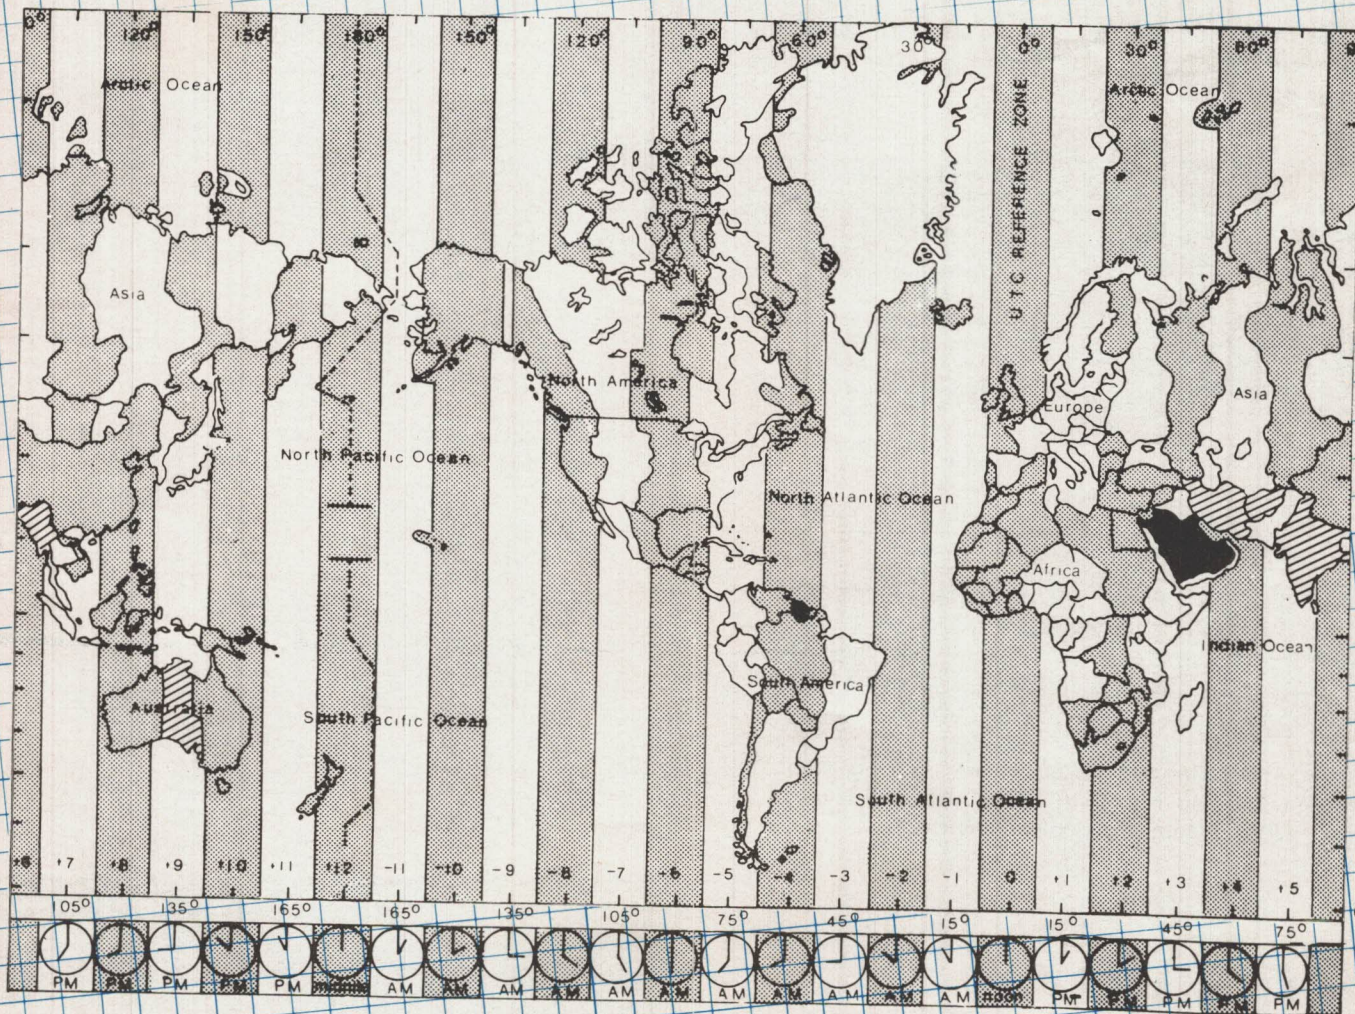 0° 120° 150° 180° 150° 120° 90° 60° 30° 0° 30° 60°
Arctic Ocean
Arctic Ocean
UTC REFERENCE ZONE
Asia
North America
Europe
Asia
North Pacific Ocean
North Atlantic Ocean
Africa
Indian Ocean
South America
Australia
South Pacific Ocean
South Atlantic Ocean
+6 +7 +8 +9 +10 +11 +12 -11 -10 -9 -8 -7 -6 -5 -4 -3 -2 -1 0 +1 +2 +3 +4 +5
105° 135° 165° 165° 135° 105° 75° 45° 15° 15° 45° 75°
PM PM PM PM PM midnite AM AM AM AM AM AM AM AM AM AM AM noon PM PM PM PM PM